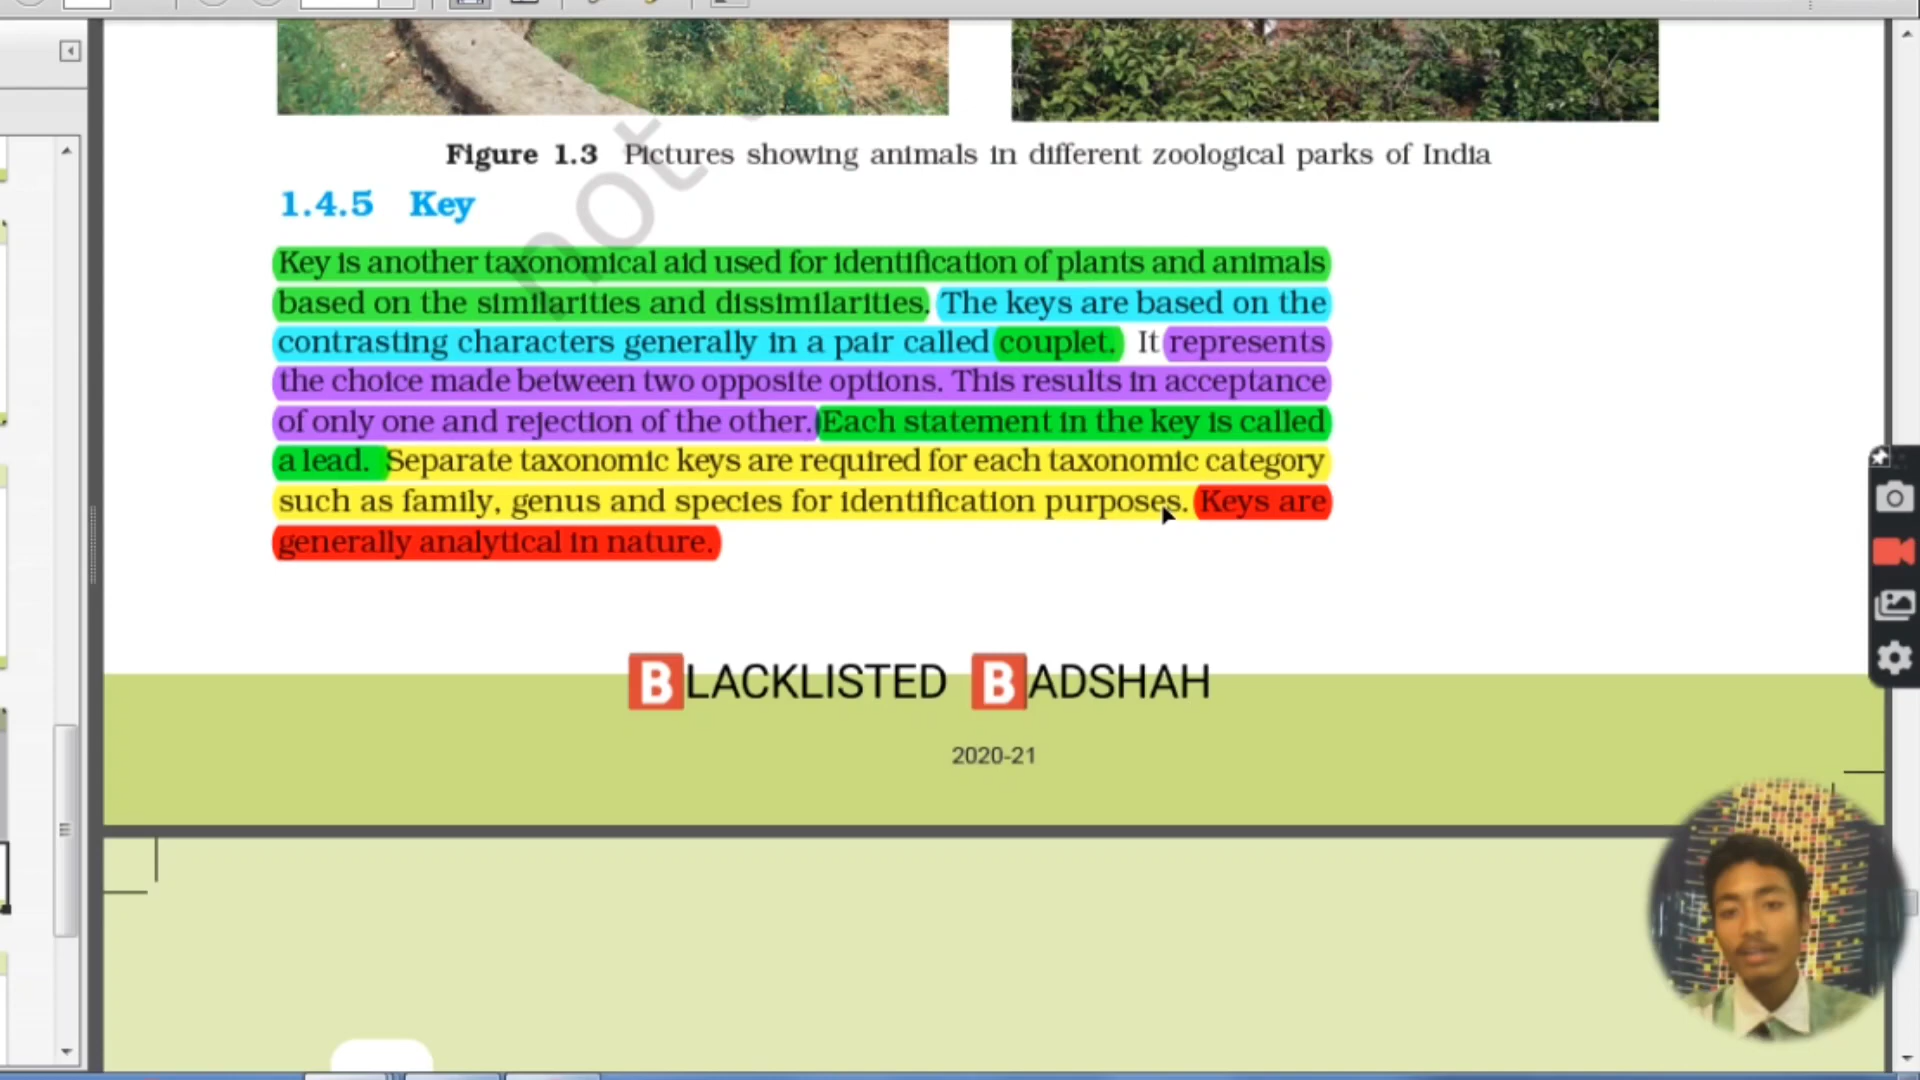 Figure 1.3 Pictures showing animals in different zoological parks of India
1.4.5 Key
Key is another taxonomical aid used for identification of plants and animals
based on the similarities and dissimilarities. The keys are based on the
contrasting characters generally in a pair called couplet. It represents
the choice made between two opposite options. This results in acceptance
of only one and rejection of the other. Each statement in the key is called
a lead. Separate taxonomic keys are required for each taxonomic category
such as family, genus and species for identification purposes. Keys are
generally analytical in nature.
BLACKLISTED BADSHAH
2020-21
not